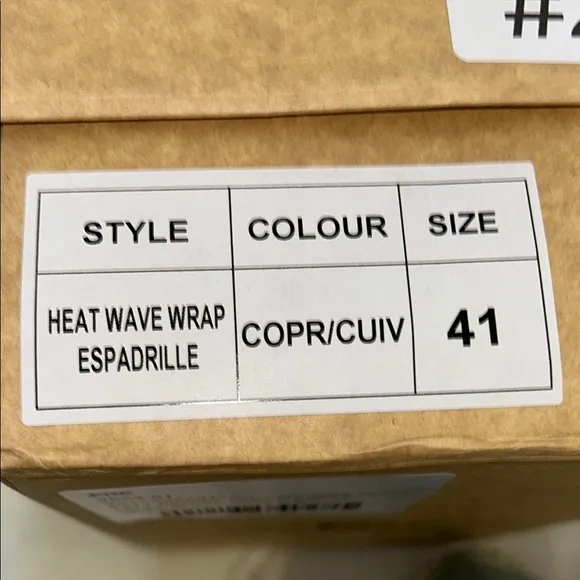 STYLE COLOUR SIZE
HEAT WAVE WRAP
ESPADRILLE
COPR/CUIV
41